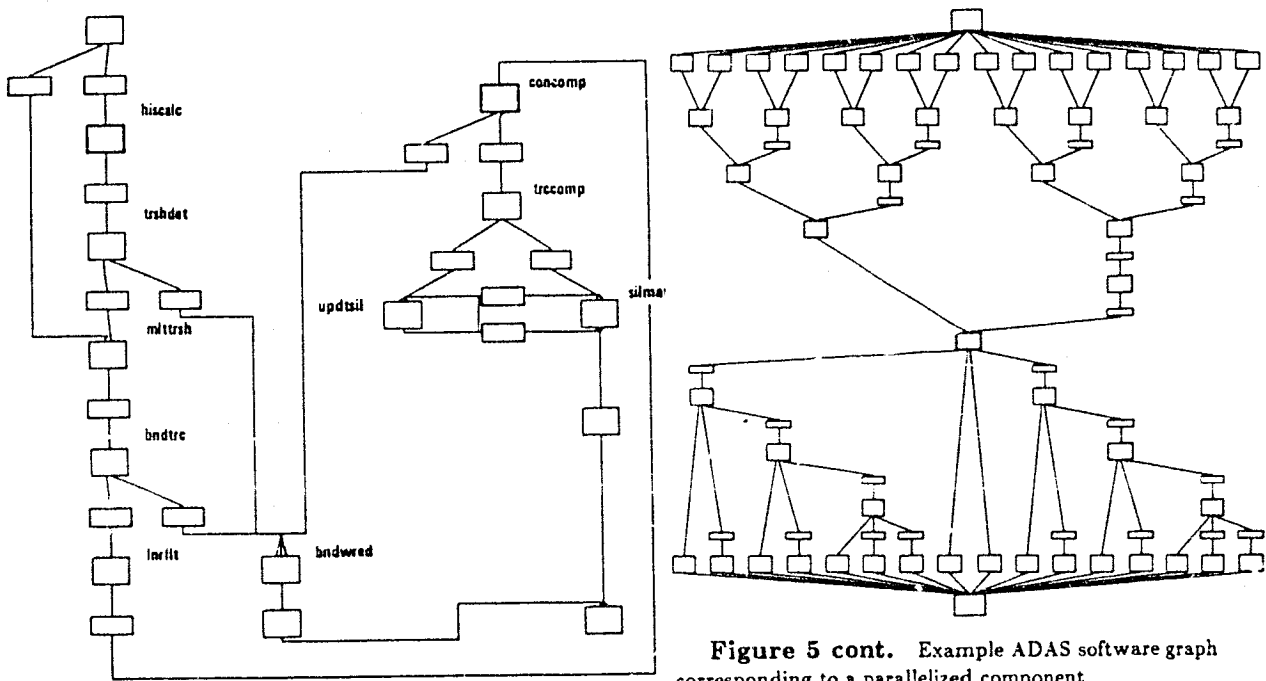 hiscalc
trshdet
mlttrsh
bndtrc
lnrflt
concomp
trccomp
updtsil
silma
bndwred
Figure 5 cont. Example ADAS software graph
corresponding to a parallelized component